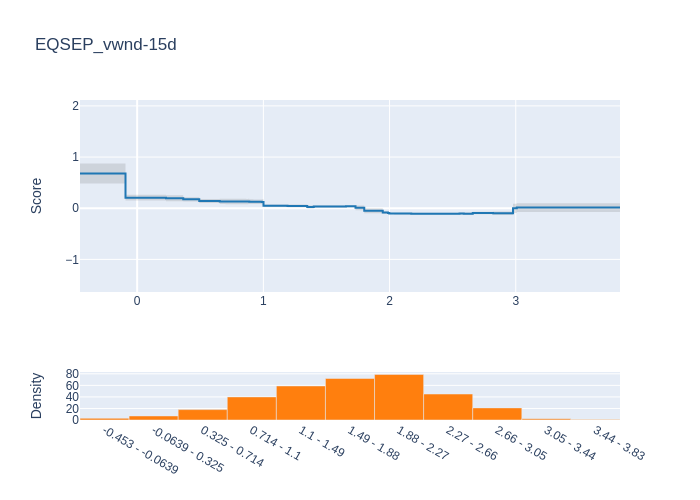 EQSEP_vwnd-15d
Score
2
1
0
−1
0 1 2 3
Density
80
60
40
20
0
-0.453 - -0.0639
-0.0639 - 0.325
0.325 - 0.714
0.714 - 1.1
1.1 - 1.49
1.49 - 1.88
1.88 - 2.27
2.27 - 2.66
2.66 - 3.05
3.05 - 3.44
3.44 - 3.83